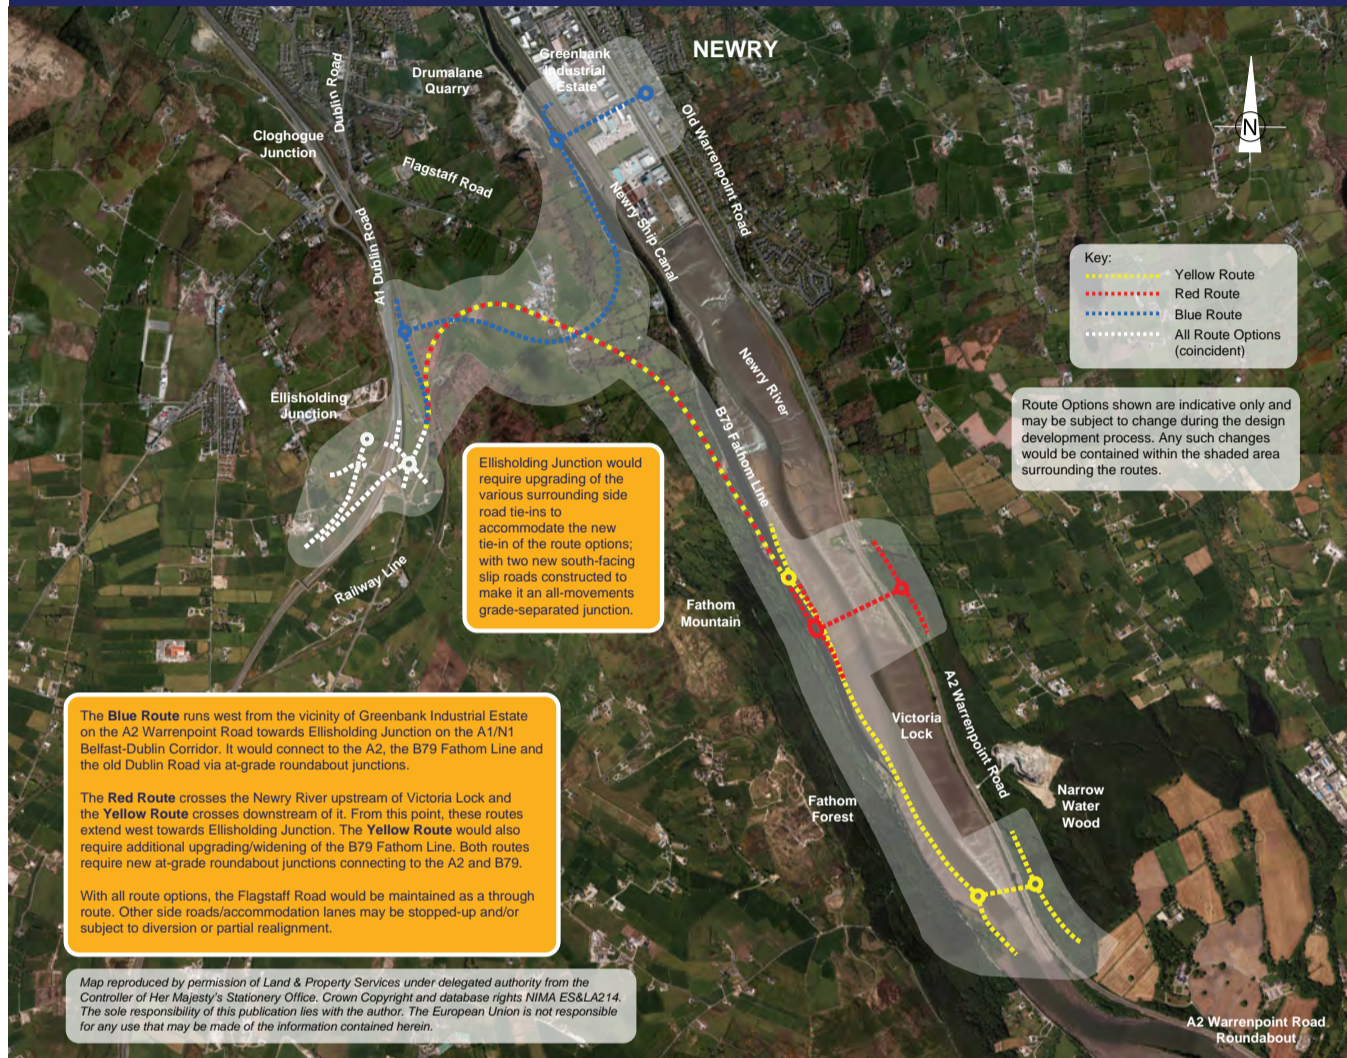 NEWRY
Greenbank
Industrial
Estate
Drumalane
Quarry
Dublin Road
Cloghogue
Junction
Flagstaff Road
Old Warrenpoint Road
Newry Ship Canal
A1 Dublin Road
N
Key:
Yellow Route
Red Route
Blue Route
All Route Options
(coincident)
Newry River
Route Options shown are indicative only and
may be subject to change during the design
development process. Any such changes
would be contained within the shaded area
surrounding the routes.
Ellisholding
Junction
B79 Fathom Line
Ellisholding Junction would
require upgrading of the
various surrounding side
road tie-ins to
accommodate the new
tie-in of the route options;
with two new south-facing
slip roads constructed to
make it an all-movements
grade-separated junction.
Railway Line
Fathom
Mountain
A2 Warrenpoint Road
Victoria
Lock
Narrow
Water
Wood
Fathom
Forest
The Blue Route runs west from the vicinity of Greenbank Industrial Estate
on the A2 Warrenpoint Road towards Ellisholding Junction on the A1/N1
Belfast-Dublin Corridor. It would connect to the A2, the B79 Fathom Line and
the old Dublin Road via at-grade roundabout junctions.
The Red Route crosses the Newry River upstream of Victoria Lock and
the Yellow Route crosses downstream of it. From this point, these routes
extend west towards Ellisholding Junction. The Yellow Route would also
require additional upgrading/widening of the B79 Fathom Line. Both routes
require new at-grade roundabout junctions connecting to the A2 and B79.
With all route options, the Flagstaff Road would be maintained as a through
route. Other side roads/accommodation lanes may be stopped-up and/or
subject to diversion or partial realignment.
Map reproduced by permission of Land & Property Services under delegated authority from the
Controller of Her Majesty's Stationery Office. Crown Copyright and database rights NIMA ES&LA214.
The sole responsibility of this publication lies with the author. The European Union is not responsible
for any use that may be made of the information contained herein.
A2 Warrenpoint Road
Roundabout